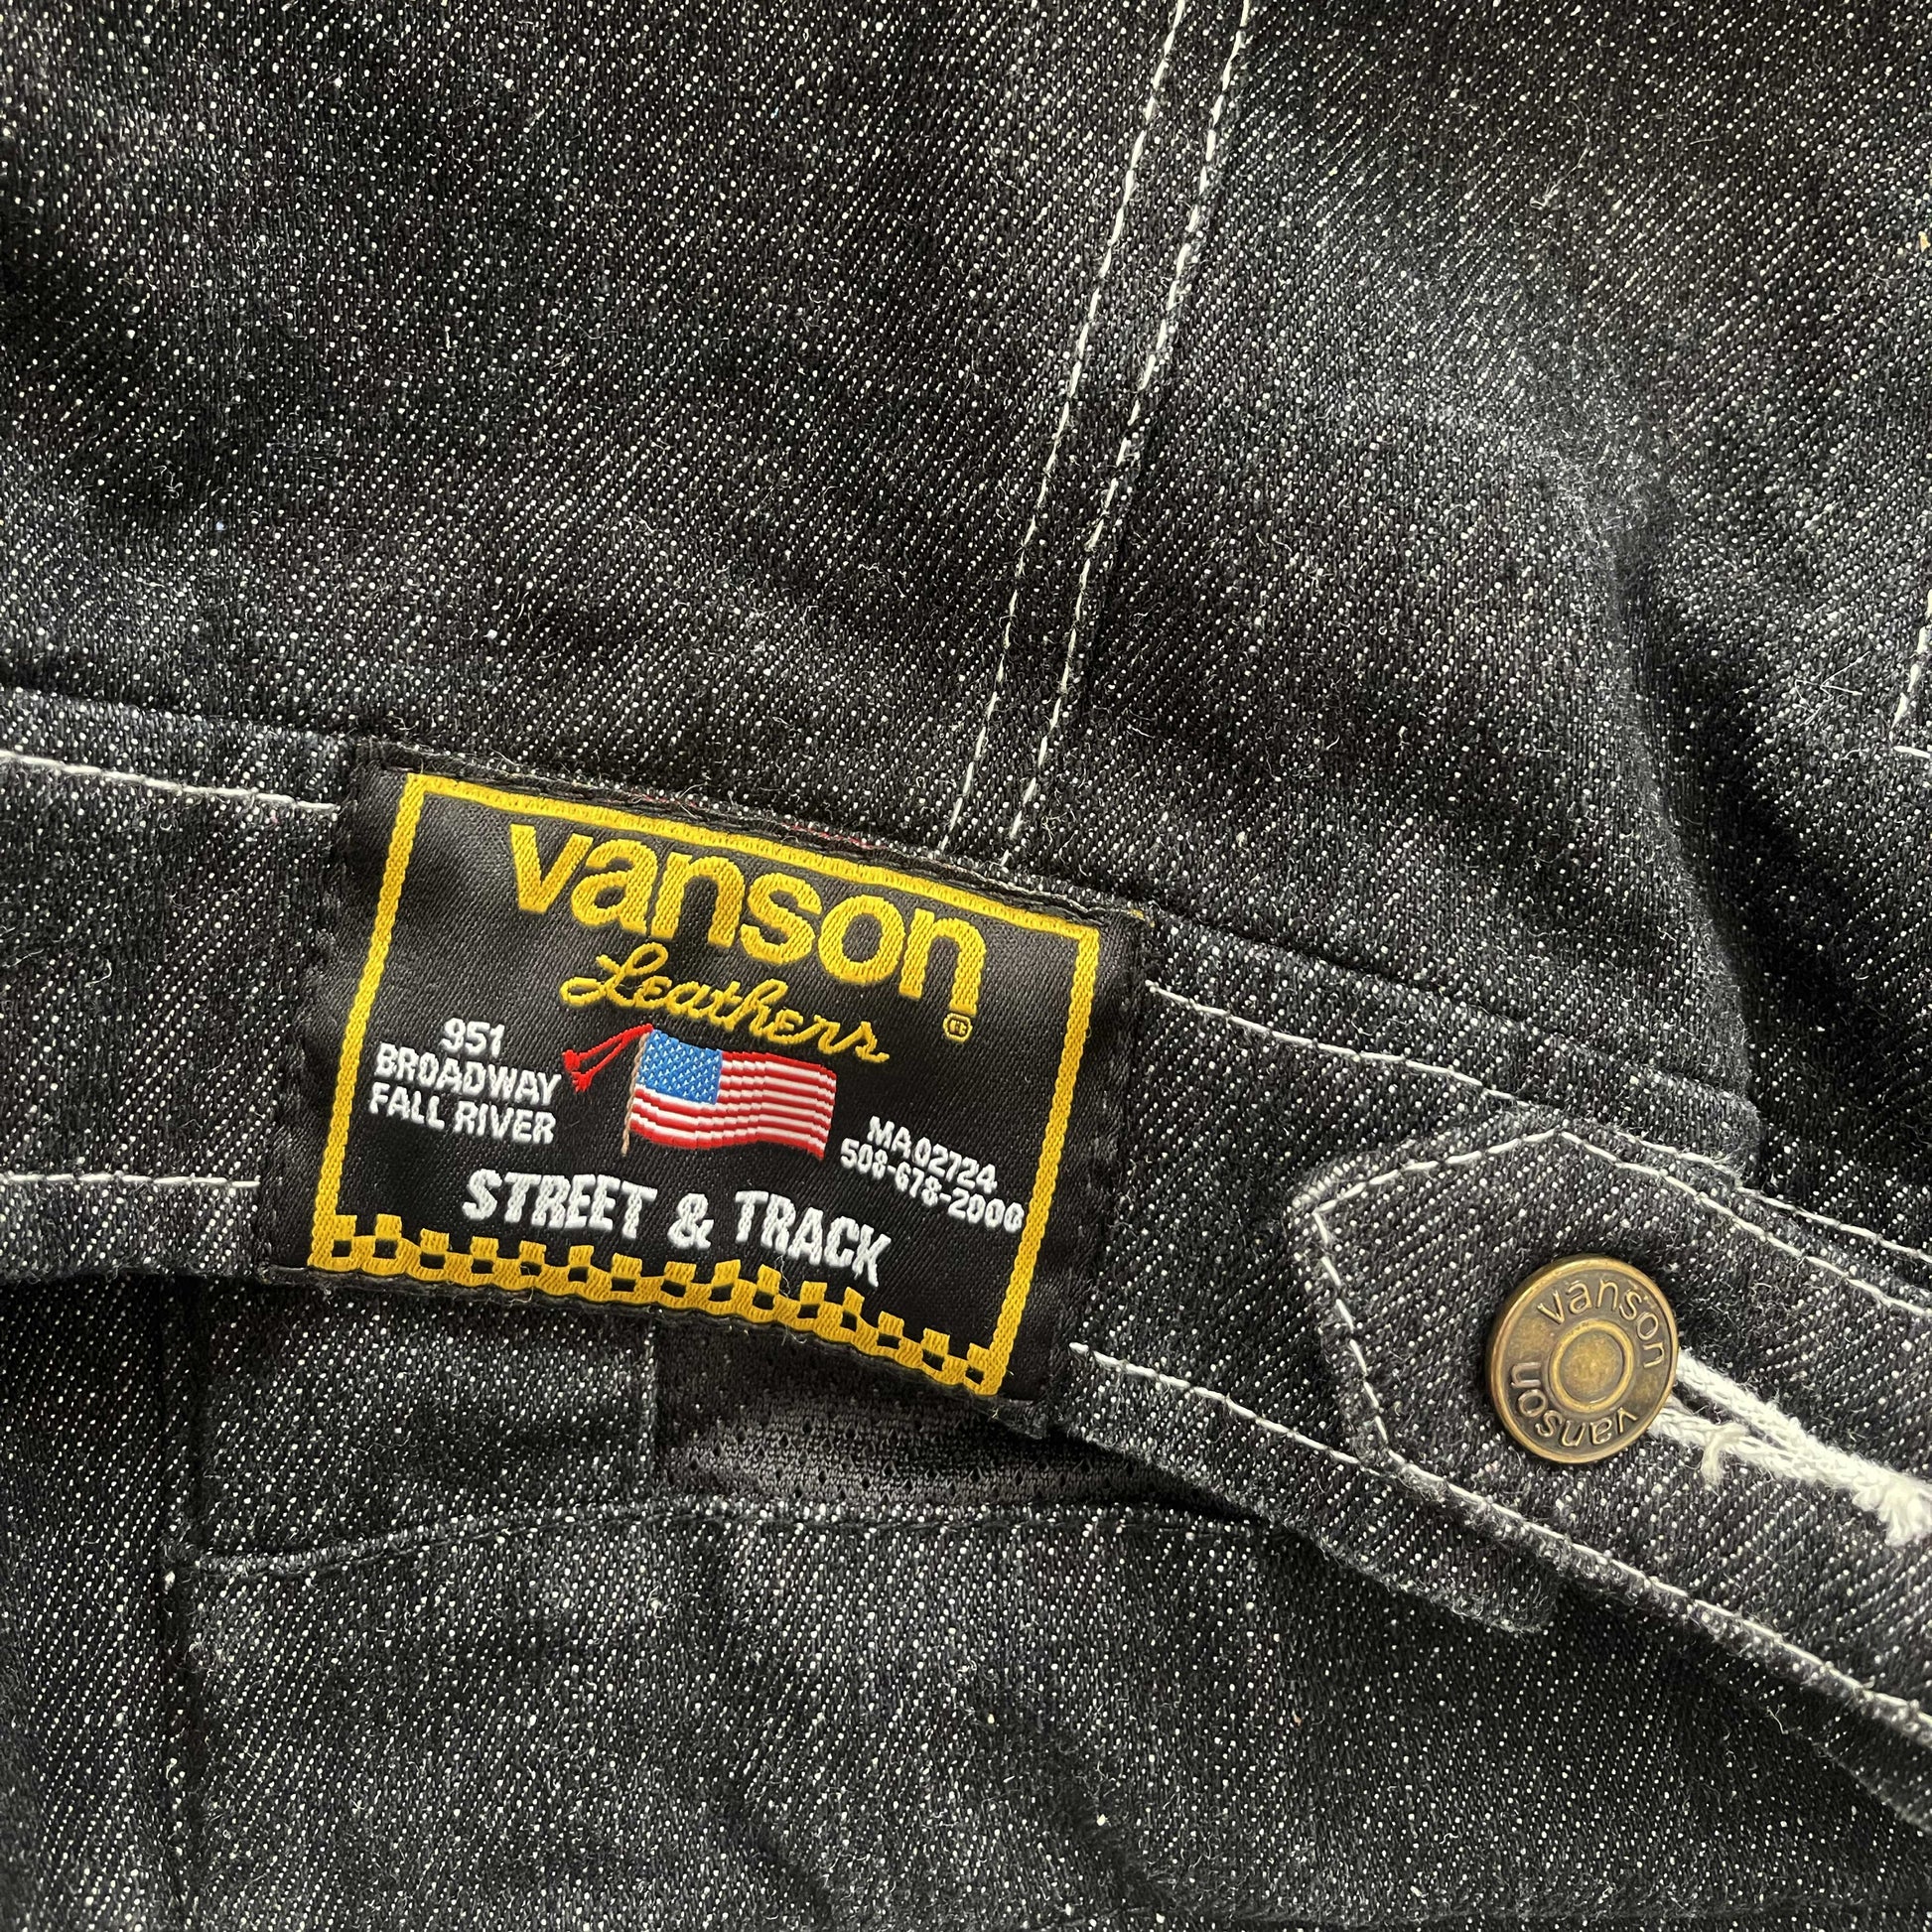 vanson
Leathers
951
BROADWAY
FALL RIVER
MA 02724
508-678-2000
STREET & TRACK
vanson
vanson